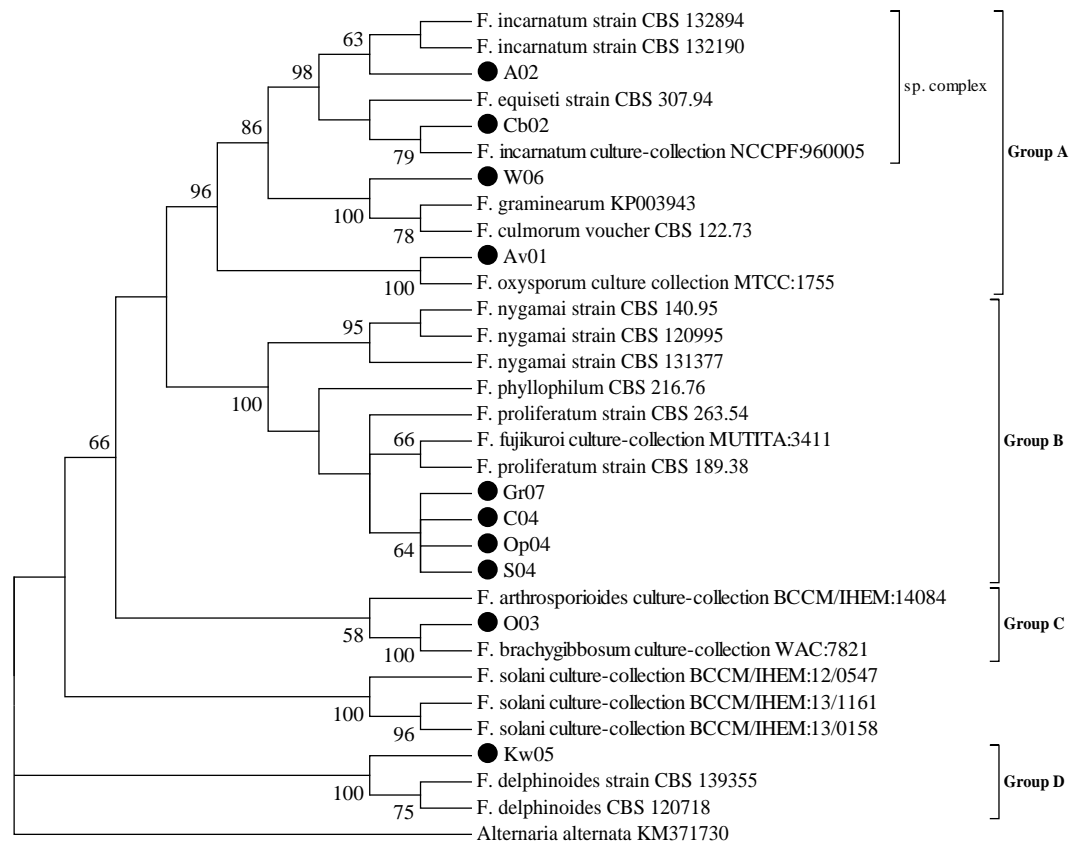 F. incarnatum strain CBS 132894
63
F. incarnatum strain CBS 132190
98
A02
sp. complex
F. equiseti strain CBS 307.94
86
Cb02
79
F. incarnatum culture-collection NCCPF:960005
Group A
96
W06
100
F. graminearum KP003943
78
F. culmorum voucher CBS 122.73
Av01
100
F. oxysporum culture collection MTCC:1755
F. nygamai strain CBS 140.95
95
F. nygamai strain CBS 120995
F. nygamai strain CBS 131377
100
F. phyllophilum CBS 216.76
F. proliferatum strain CBS 263.54
66
66
F. fujikuroi culture-collection MUTITA:3411
Group B
F. proliferatum strain CBS 189.38
Gr07
C04
64
Op04
S04
F. arthrosporioides culture-collection BCCM/IHEM:14084
58
O03
Group C
100
F. brachygibbosum culture-collection WAC:7821
F. solani culture-collection BCCM/IHEM:12/0547
100
F. solani culture-collection BCCM/IHEM:13/1161
96
F. solani culture-collection BCCM/IHEM:13/0158
Kw05
100
F. delphinoides strain CBS 139355
Group D
75
F. delphinoides CBS 120718
Alternaria alternata KM371730